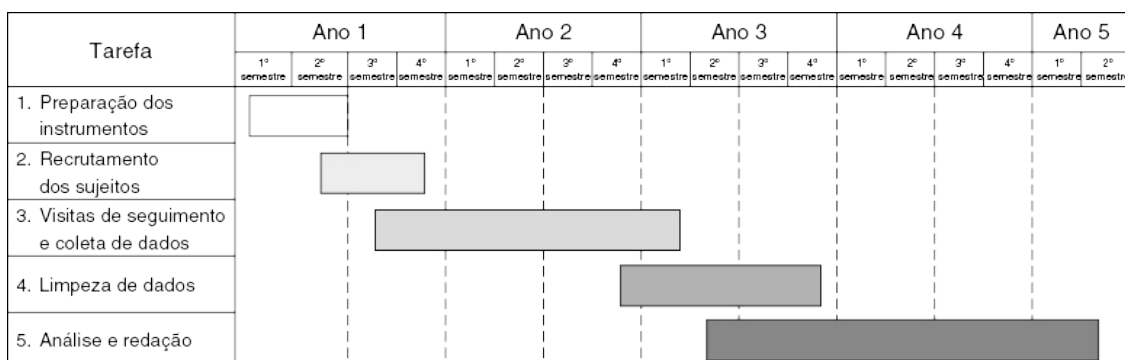 Tarefa
Ano 1
Ano 2
Ano 3
Ano 4
Ano 5
1º semestre
2º semestre
3º semestre
4º semestre
1º semestre
2º semestre
3º semestre
4º semestre
1º semestre
2º semestre
3º semestre
4º semestre
1º semestre
2º semestre
3º semestre
4º semestre
1º semestre
2º semestre
1. Preparação dos
instrumentos
2. Recrutamento
dos sujeitos
3. Visitas de seguimento
e coleta de dados
4. Limpeza de dados
5. Análise e redação